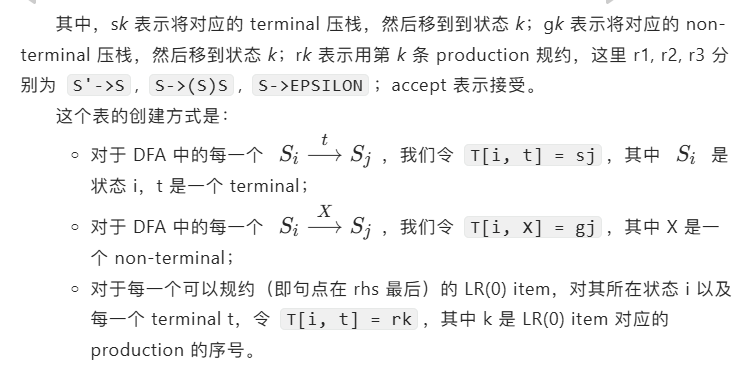 其中，sk 表示将对应的 terminal 压栈，然后移到到状态 k；gk 表示将对应的 non-
terminal 压栈，然后移到状态 k；rk 表示用第 k 条 production 规约，这里 r1, r2, r3 分
别为 S'->S ，S->(S)S ，S->EPSILON ；accept 表示接受。
这个表的创建方式是：
○ 对于 DFA 中的每一个 Si t⟶ Sj ，我们令 T[i, t] = sj ，其中 Si 是
状态 i，t 是一个 terminal；
○ 对于 DFA 中的每一个 Si X⟶ Sj ，我们令 T[i, X] = gj ，其中 X 是一
个 non-terminal；
○ 对于每一个可以规约（即句点在 rhs 最后）的 LR(0) item，对其所在状态 i 以及
每一个 terminal t，令 T[i, t] = rk ，其中 k 是 LR(0) item 对应的
production 的序号。